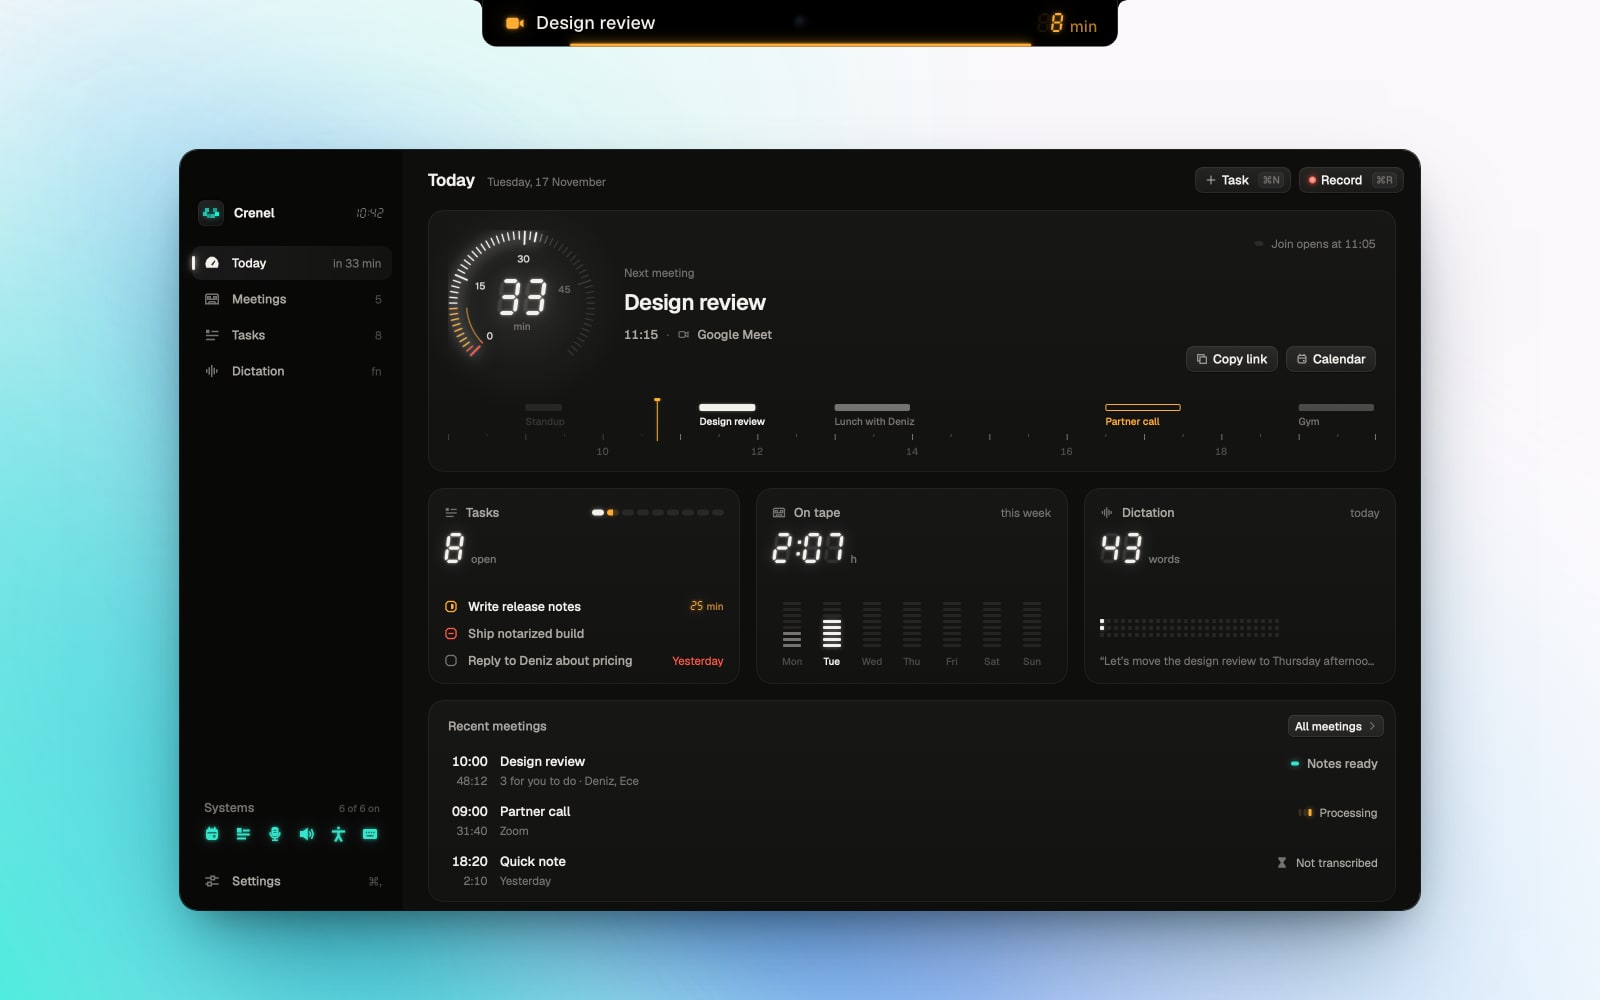 Design review
8 min
Today
Tuesday, 17 November
Task ⌘N
Record ⌘R
Crenel
10:42
Today
in 33 min
Meetings
5
Tasks
8
Dictation
fn
Systems
6 of 6 on
Settings
⌘,
Join opens at 11:05
30
15
45
33
min
0
Next meeting
Design review
11:15 · Google Meet
Copy link
Calendar
Standup
Design review
Lunch with Deniz
Partner call
Gym
10
12
14
16
18
Tasks
8 open
Write release notes
25 min
Ship notarized build
Reply to Deniz about pricing
Yesterday
On tape
this week
2:07 h
Mon
Tue
Wed
Thu
Fri
Sat
Sun
Dictation
today
43 words
“Let's move the design review to Thursday afternoo...
Recent meetings
All meetings
10:00 Design review
Notes ready
48:12 3 for you to do · Deniz, Ece
09:00 Partner call
Processing
31:40 Zoom
18:20 Quick note
Not transcribed
2:10 Yesterday